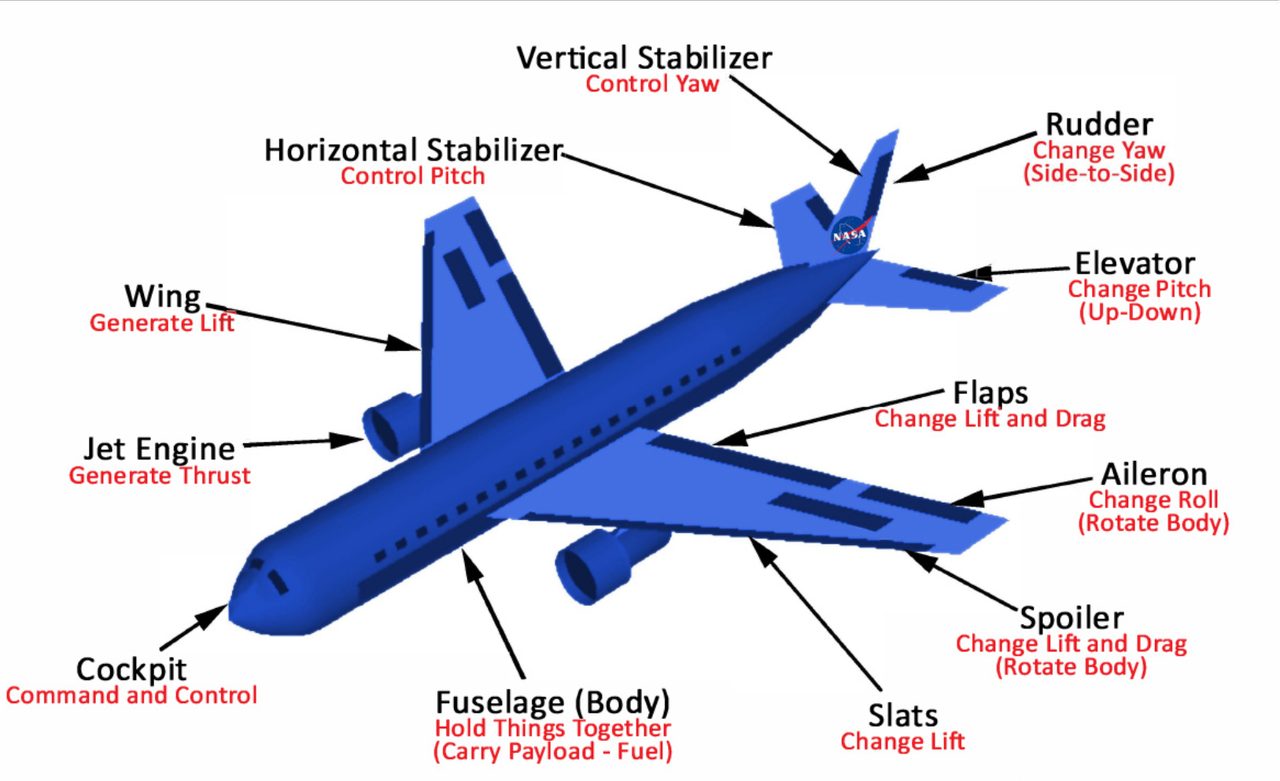 Vertical Stabilizer
Control Yaw
Rudder
Change Yaw
(Side-to-Side)
Horizontal Stabilizer
Control Pitch
NASA
Elevator
Change Pitch
(Up-Down)
Wing
Generate Lift
Flaps
Change Lift and Drag
Jet Engine
Generate Thrust
Aileron
Change Roll
(Rotate Body)
Spoiler
Change Lift and Drag
(Rotate Body)
Cockpit
Command and Control
Fuselage (Body)
Hold Things Together
(Carry Payload - Fuel)
Slats
Change Lift